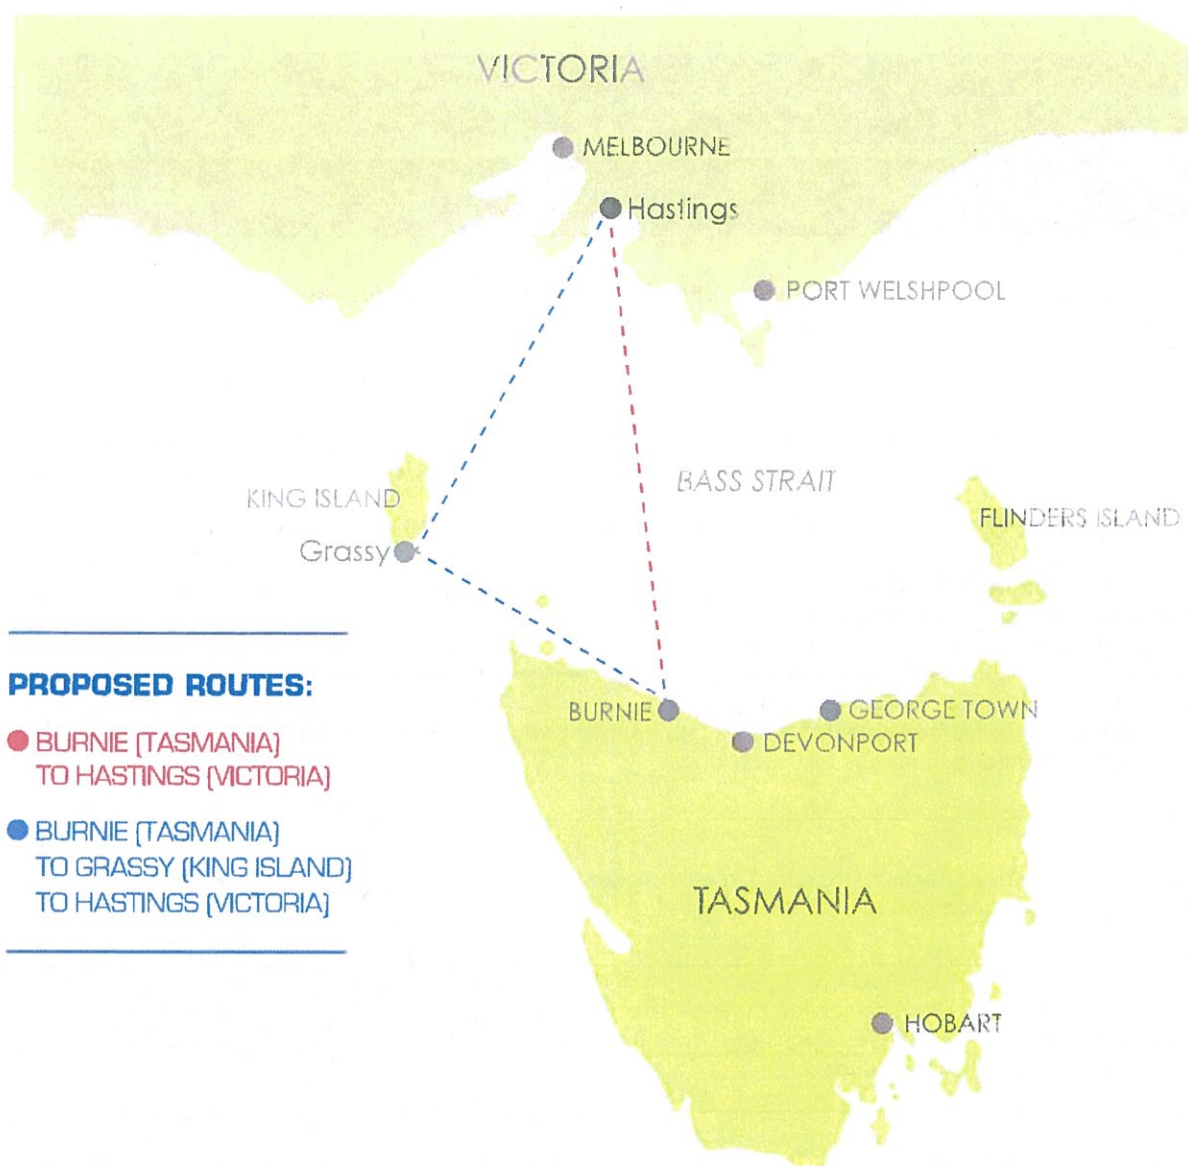 VICTORIA
MELBOURNE
Hastings
PORT WELSHPOOL
BASS STRAIT
KING ISLAND
FLINDERS ISLAND
Grassy
PROPOSED ROUTES:
BURNIE (TASMANIA)
TO HASTINGS (VICTORIA)
BURNIE (TASMANIA)
TO GRASSY (KING ISLAND)
TO HASTINGS (VICTORIA)
BURNIE
GEORGE TOWN
DEVONPORT
TASMANIA
HOBART